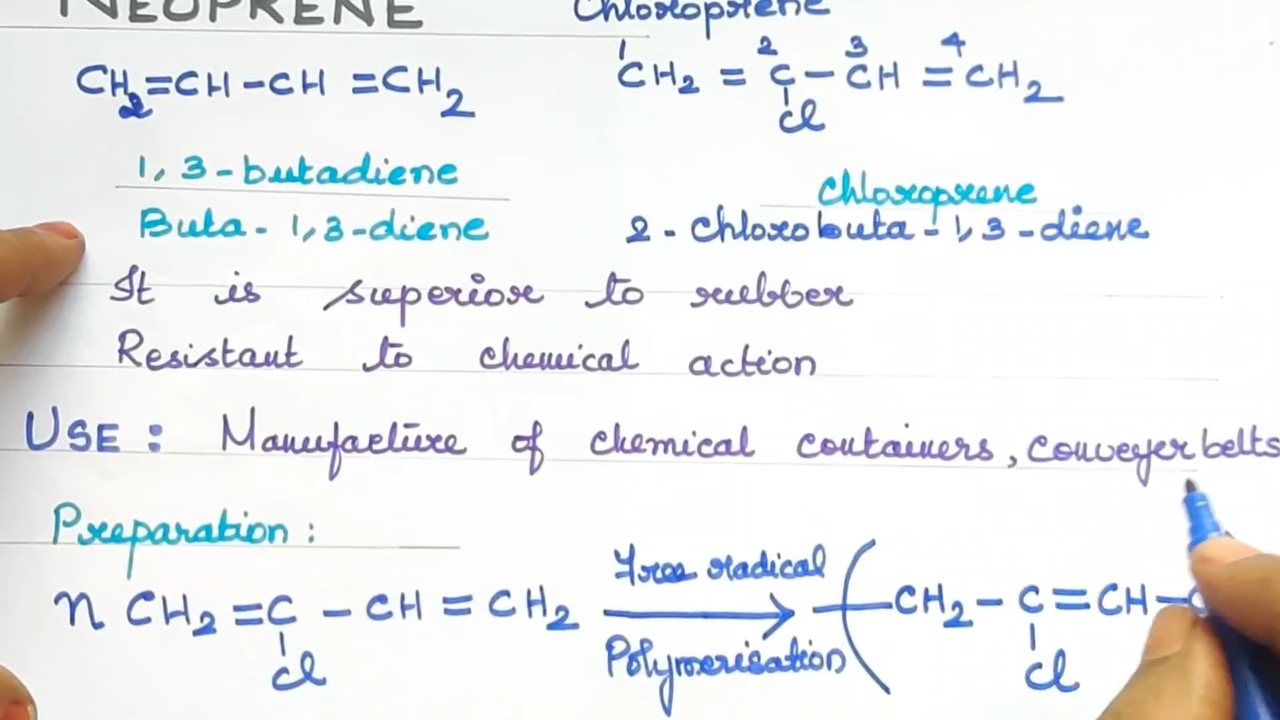 NEOPRENE Chloroprene
CH2=CH-CH=CH2
1 2 3 4
CH2 = C - CH = CH2
Cl
1,3-butadiene
Chloroprene
Buta-1,3-diene 2-chlorobuta-1,3-diene
It is superior to rubber
Resistant to chemical action
USE: Manufacture of chemical containers, conveyer belts
Preparation:
Free radical
n CH2=C-CH=CH2 (CH2-C=CH-C
Polymerisation
Cl Cl